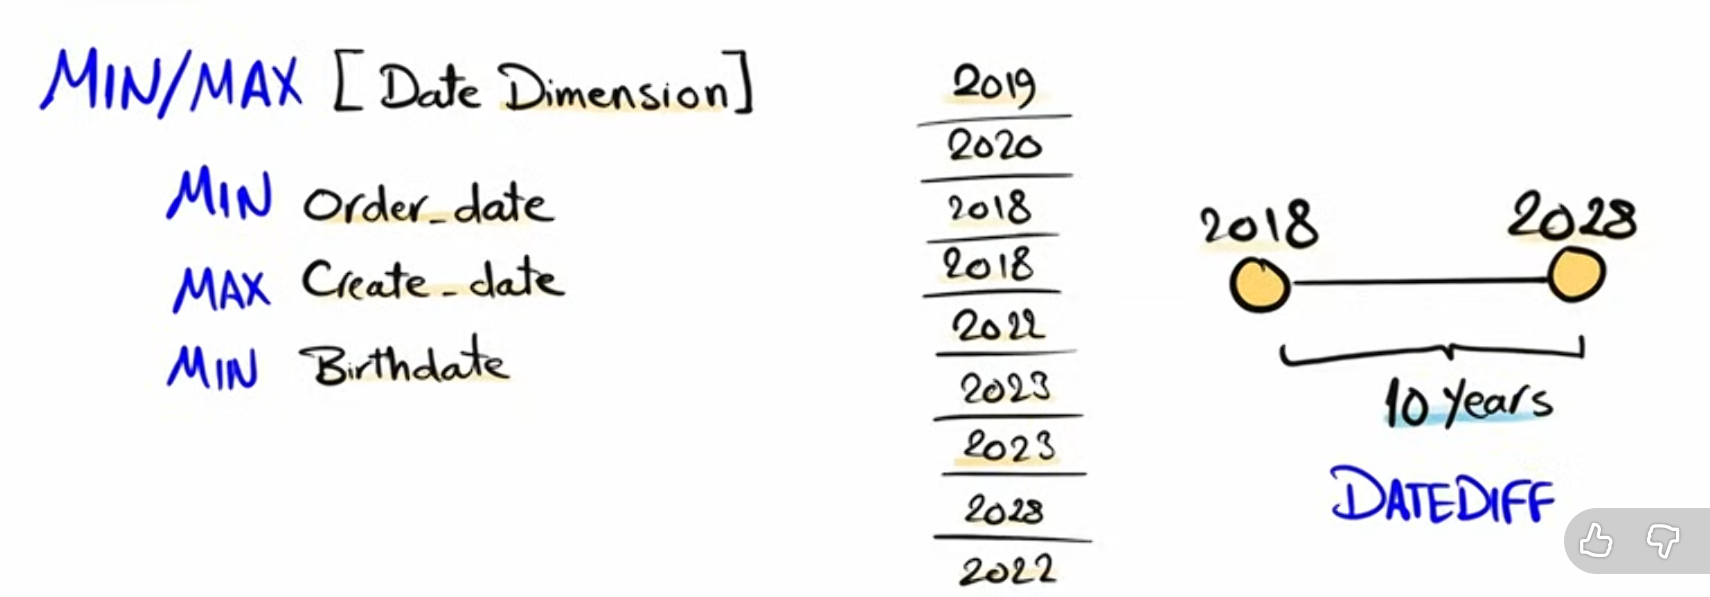 MIN/MAX [Date Dimension]
MIN Order_date
MAX Create_date
MIN Birthdate
2019
2020
2018
2018
2022
2023
2023
2028
2022
2018
2028
10 Years
DATEDIFF